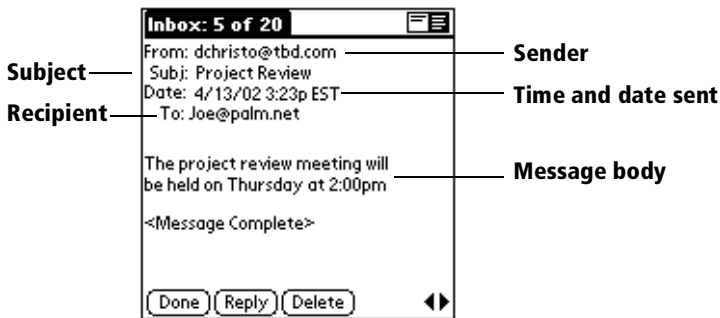 Inbox: 5 of 20
From: dchristo@tbd.com
Sender
Subject
Subj: Project Review
Date: 4/13/02 3:23p EST
Time and date sent
Recipient
To: Joe@palm.net
The project review meeting will
be held on Thursday at 2:00pm
Message body
<Message Complete>
Done Reply Delete